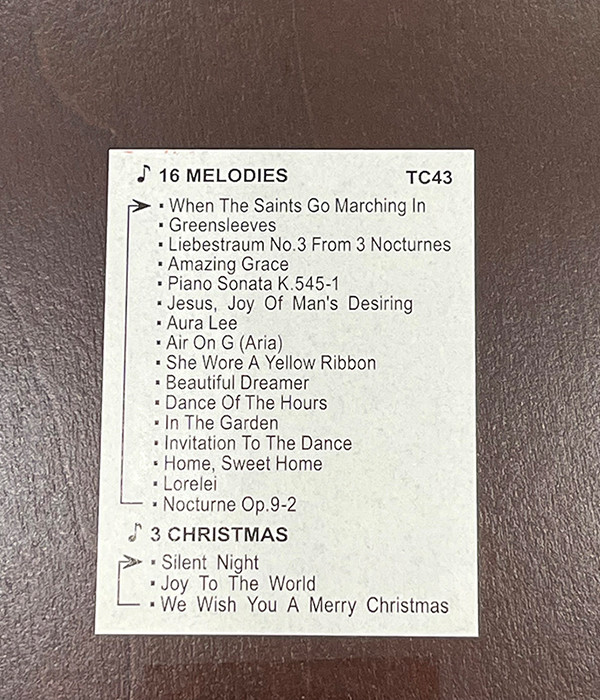 ♪ 16 MELODIES TC43
▪ When The Saints Go Marching In
▪ Greensleeves
▪ Liebestraum No.3 From 3 Nocturnes
▪ Amazing Grace
▪ Piano Sonata K.545-1
▪ Jesus, Joy Of Man's Desiring
▪ Aura Lee
▪ Air On G (Aria)
▪ She Wore A Yellow Ribbon
▪ Beautiful Dreamer
▪ Dance Of The Hours
▪ In The Garden
▪ Invitation To The Dance
▪ Home, Sweet Home
▪ Lorelei
▪ Nocturne Op.9-2
♪ 3 CHRISTMAS
▪ Silent Night
▪ Joy To The World
▪ We Wish You A Merry Christmas